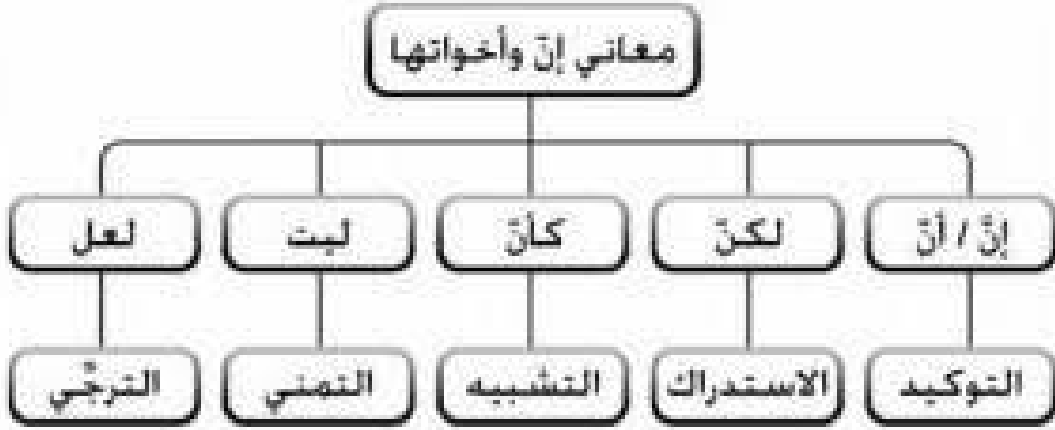 معاني إنّ وأخواتها
إنَّ / أنّ
لكنّ
كأنّ
ليت
لعل
التوكيد
الاستدراك
التشبيه
التمني
الترجّي